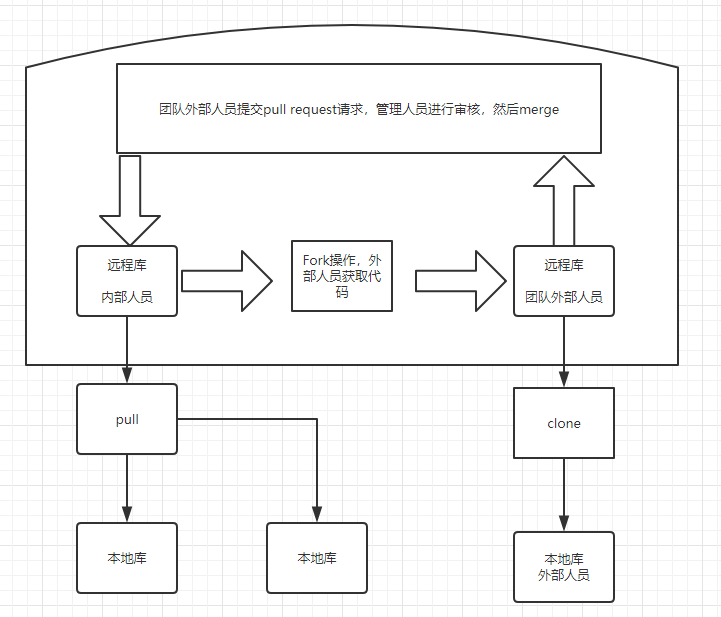 团队外部人员提交pull request请求，管理人员进行审核，然后merge
远程库
内部人员
Fork操作，外
部人员获取代
码
远程库
团队外部人员
pull
clone
本地库
本地库
本地库
外部人员